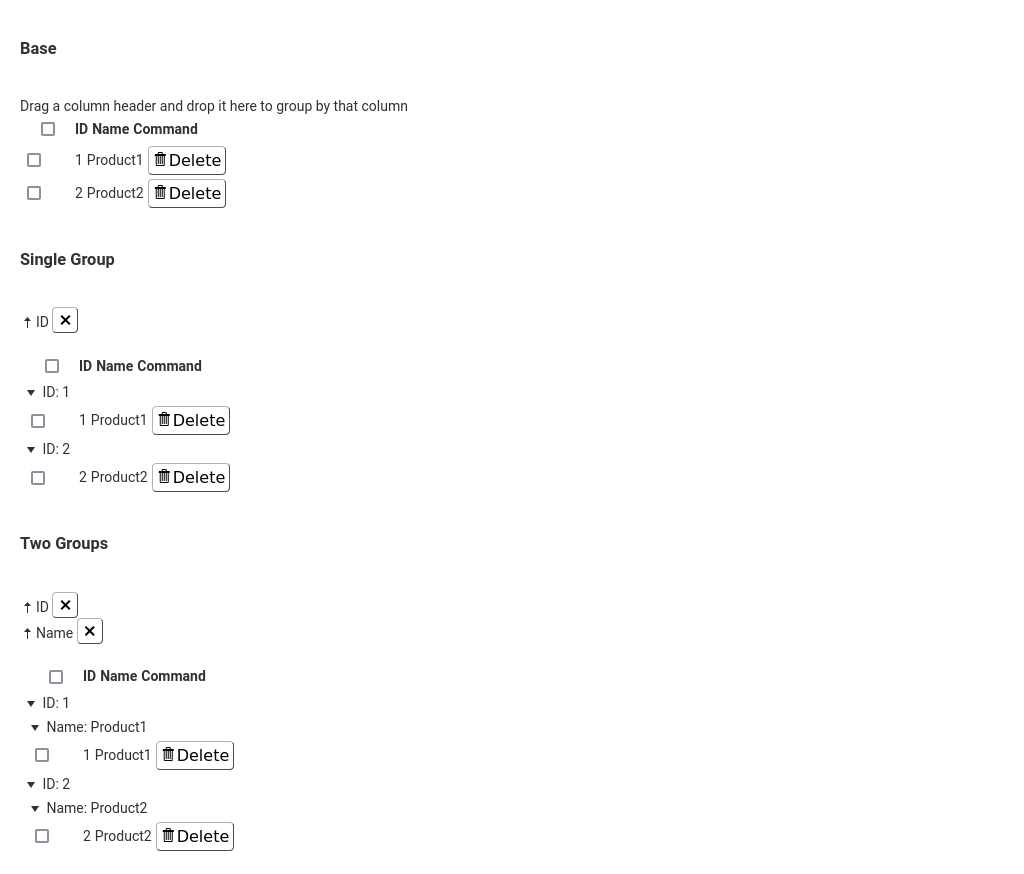 Base
Drag a column header and drop it here to group by that column
ID Name Command
1 Product1 Delete
2 Product2 Delete
Single Group
↑ ID ✕
ID Name Command
ID: 1
1 Product1 Delete
ID: 2
2 Product2 Delete
Two Groups
↑ ID ✕
↑ Name ✕
ID Name Command
ID: 1
Name: Product1
1 Product1 Delete
ID: 2
Name: Product2
2 Product2 Delete